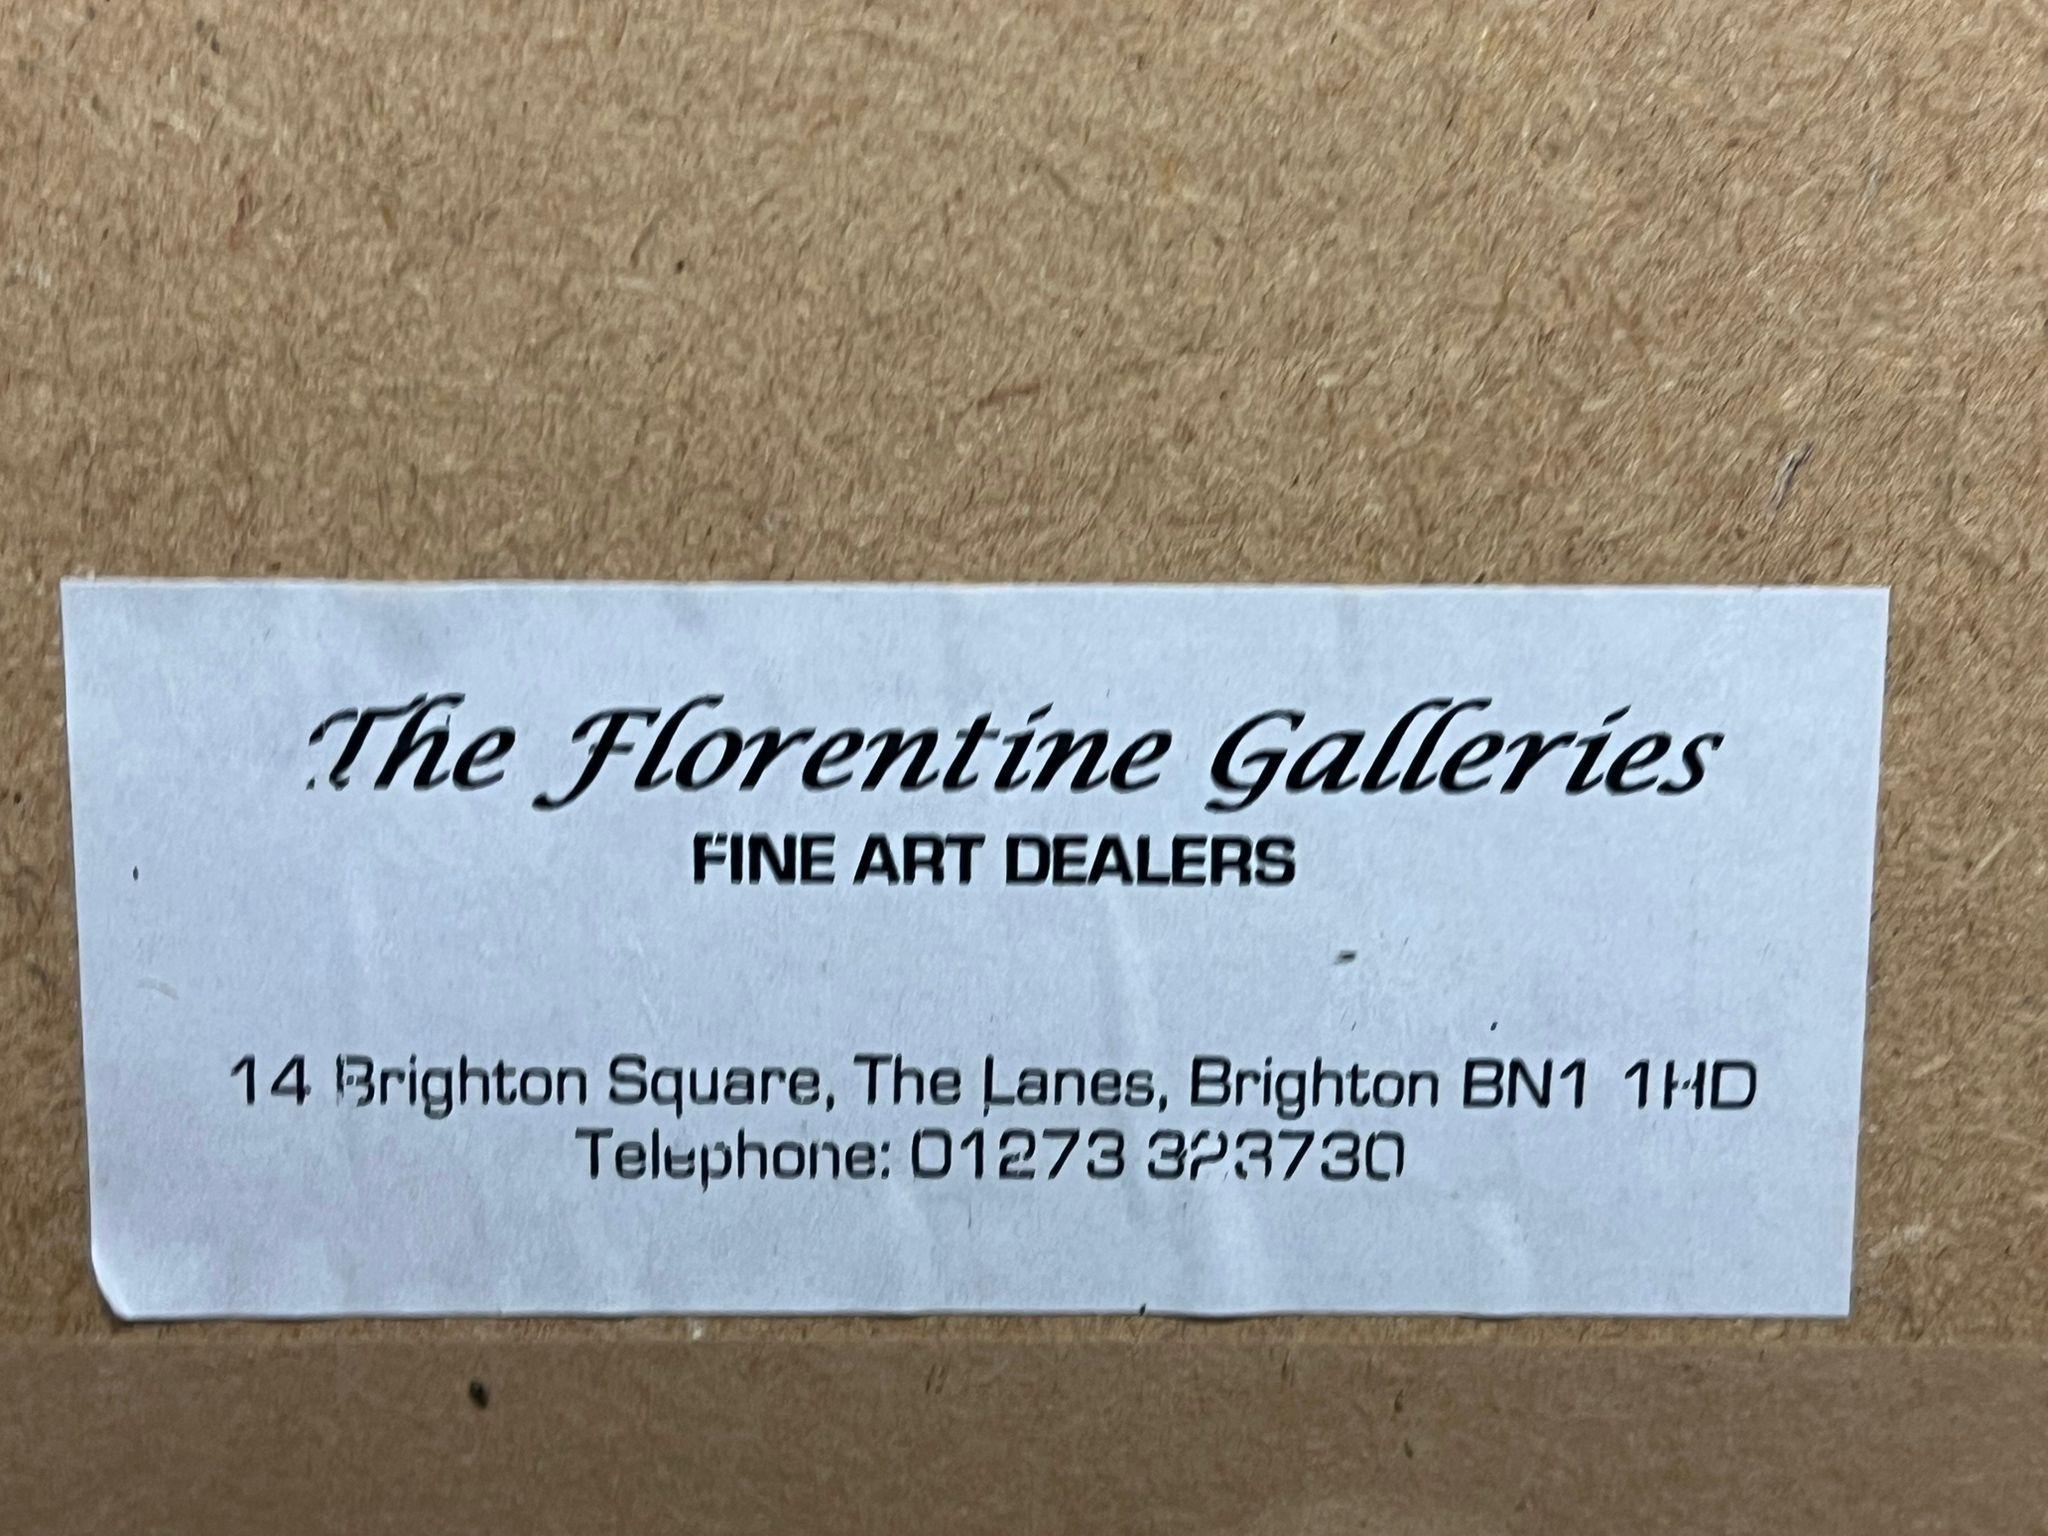 The Florentine Galleries
FINE ART DEALERS
14 Brighton Square, The Lanes, Brighton BN1 1HD
Telephone: 01273 323730